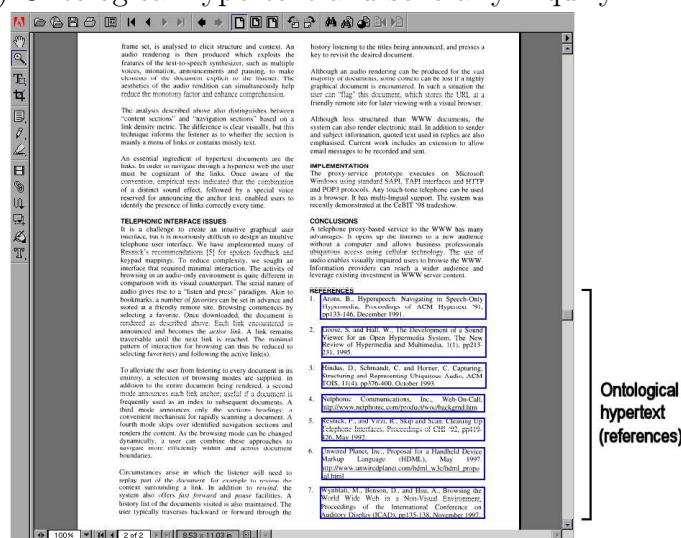 frame set, is analysed to elicit structure and context. An
audio rendering is then produced which exploits the
features of the text-to-speech synthesizer, such as multiple
voices, intonation, announcements and pausing, to make
elements of the document explicit to the listener. The
aesthetics of the audio rendition can simultaneously help
reduce the monotony factor and enhance comprehension.
The analysis described above also distinguishes between
"content sections" and "navigation sections" based on a
link density metric. The difference is clear visually, but this
technique informs the listener as to whether the section is
mainly a menu of links or contains mostly text.
An essential ingredient of hypertext documents are the
links. In order to navigate through a hypertext web the user
must be cognizant of the links. Once aware of the
convention, empirical tests indicated that the combination
of a distinct sound effect, followed by a special voice
reserved for announcing the anchor text, enabled users to
identify the presence of links correctly every time.
TELEPHONIC INTERFACE ISSUES
It is a challenge to create an intuitive graphical user
interface, but it is notoriously difficult to design an intuitive
telephone user interface. We have implemented many of
Resnick's recommendations [5] for spoken feedback and
keypad mappings. To reduce complexity, we sought an
interface that required minimal interaction. The activity of
browsing in an audio-only environment is quite different in
comparison with its visual counterpart. The serial nature of
audio gives rise to a "listen and press" paradigm. Akin to
bookmarks, a number of favorites can be set in advance and
stored at a friendly remote site. Browsing commences by
selecting a favorite. Once downloaded, the document is
rendered as described above. Each link encountered is
announced and becomes the active link. A link remains
traversable until the next link is reached. The minimal
pattern of interaction for browsing can thus be reduced to
selecting favorite(s) and following the active link(s).
To alleviate the user from listening to every document in its
entirety, a selection of browsing modes are supplied. In
addition to the entire document being rendered, a second
mode announces each link anchor; useful if a document is
frequently used as an index to subsequent documents. A
third mode announces only the sections headings; a
convenient mechanism for rapidly scanning a document. A
fourth mode skips over identified navigation sections and
renders the content. As the browsing mode can be changed
dynamically, a user can combine these approaches to
navigate more efficiently within and across document
boundaries.
Circumstances arise in which the listener will need to
replay part of the document, for example to review the
context surrounding a link. In addition to rewind, the
system also offers fast forward and pause facilities. A
history list of the documents visited is also maintained. The
user typically traverses backward or forward through the
history listening to the titles being announced, and presses a
key to revisit the desired document.
Although an audio rendering can be produced for the vast
majority of documents, some context can be lost if a highly
graphical document is encountered. In such a situation the
user can "flag" this document, which stores the URL at a
friendly remote site for later viewing with a visual browser.
Although less structured than WWW documents, the
system can also render electronic mail. In addition to sender
and subject information, quoted text used in replies are also
emphasised. Current work includes an extension to allow
email messages to be recorded and sent.
IMPLEMENTATION
The proxy-service prototype executes on Microsoft
Windows using standard SAPI, TAPI interfaces and HTTP
and POP3 protocols. Any touch-tone telephone can be used
as a browser. It has multi-lingual support. The system was
recently demonstrated at the CeBIT '98 tradeshow.
CONCLUSIONS
A telephone proxy-based service to the WWW has many
advantages. It opens up the Internet to a new audience
without a computer and allows business professionals
ubiquitous access using cellular technology. The use of
audio enables visually impaired users to browse the WWW.
Information providers can reach a wider audience and
leverage existing investment in WWW server content.
REFERENCES
1. Arons, B., Hyperspeech: Navigating in Speech-Only
Hypermedia, Proceedings of ACM Hypertext '91,
pp133-146, December 1991.
2. Goose, S. and Hall, W., The Development of a Sound
Viewer for an Open Hypermedia System, The New
Review of Hypermedia and Multimedia, 1(1), pp213-
231, 1995.
3. Hindus, D., Schmandt, C. and Horner, C. Capturing,
Structuring and Representing Ubiquitous Audio, ACM
TOIS, 11(4), pp376-400, October 1993.
4. Netphonic Communications, Inc., Web-On-Call,
http://www.netphonic.com/product/woc/backgrnd.htm
5. Resnick, P., and Virzi, R., Skip and Scan: Cleaning Up
Telephone Interfaces, Proceedings of CHI '92, pp419-
426, May 1992.
6. Unwired Planet, Inc., Proposal for a Handheld Device
Markup Language (HDML), May 1997.
http://www.unwiredplanet.com/hdml_w3c/hdml_propo
sal.html
7. Wynblatt, M., Benson, D., and Hsu, A., Browsing the
World Wide Web in a Non-Visual Environment,
Proceedings of the International Conference on
Auditory Display (ICAD), pp135-138, November 1997.
Ontological
hypertext
(references)
100%
2 of 2
8.53 x 11.03 in